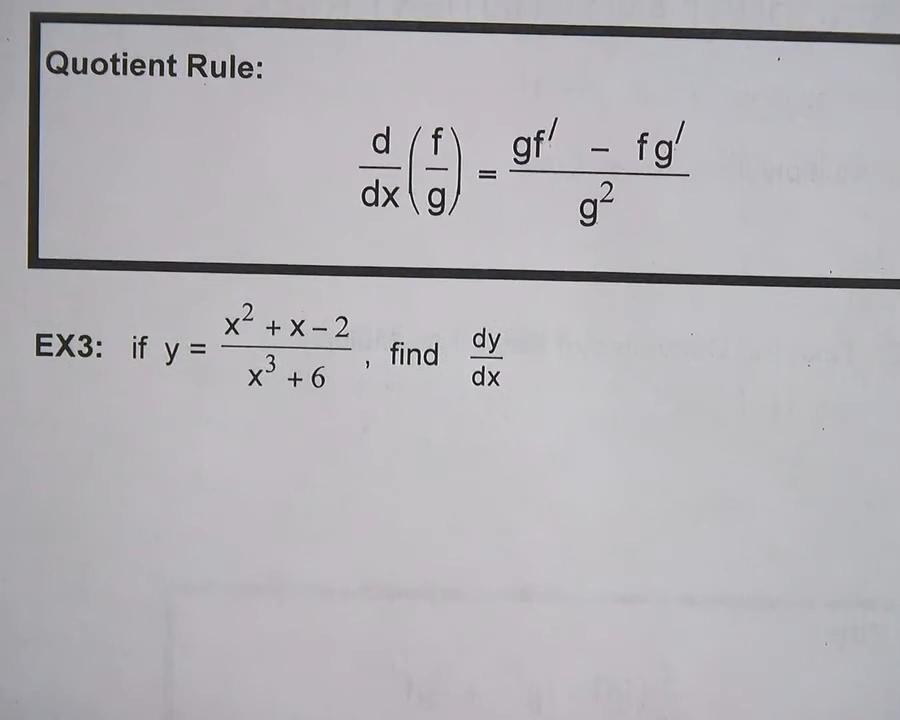 Quotient Rule:
d/dx (f/g) = (gf′ − fg′)/g²
EX3: if y = (x² + x − 2)/(x³ + 6), find dy/dx